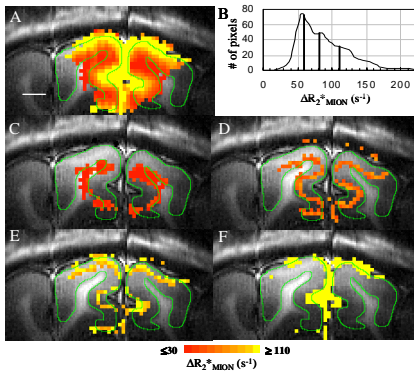 A
B
# of pixels
80
60
40
20
0
0 50 100 150 200
ΔR₂*MION (s⁻¹)
C
D
E
F
≤30 ≥110
ΔR₂*MION (s⁻¹)